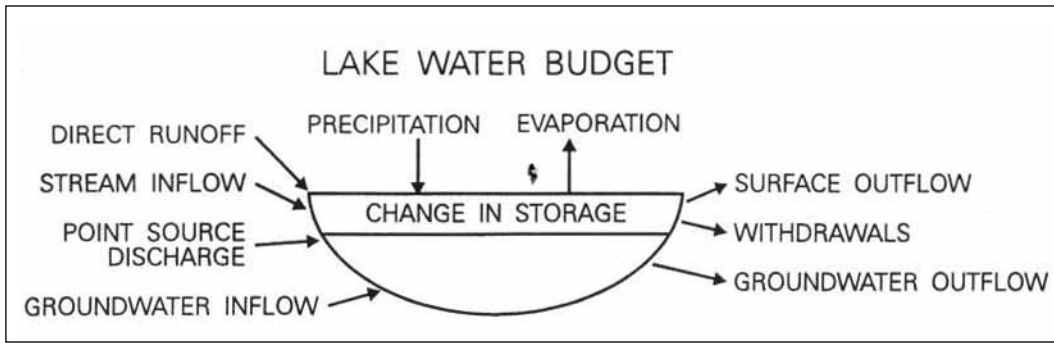 LAKE WATER BUDGET
PRECIPITATION
EVAPORATION
DIRECT RUNOFF
STREAM INFLOW
POINT SOURCE
DISCHARGE
GROUNDWATER INFLOW
CHANGE IN STORAGE
SURFACE OUTFLOW
WITHDRAWALS
GROUNDWATER OUTFLOW